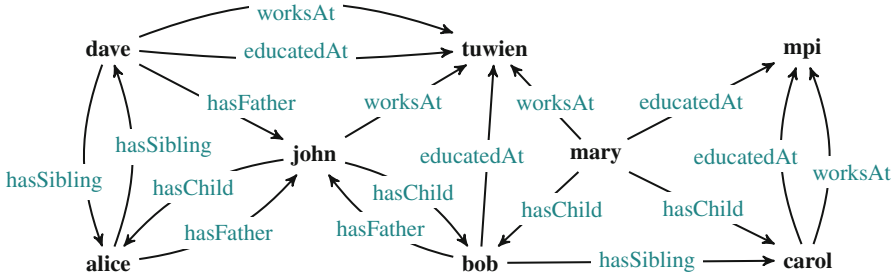 worksAt
dave
tuwien
mpi
educatedAt
hasFather
worksAt
worksAt
educatedAt
hasSibling
john
educatedAt
mary
educatedAt
hasSibling
hasChild
hasChild
worksAt
hasChild
hasChild
hasFather
hasFather
alice
bob
hasSibling
carol